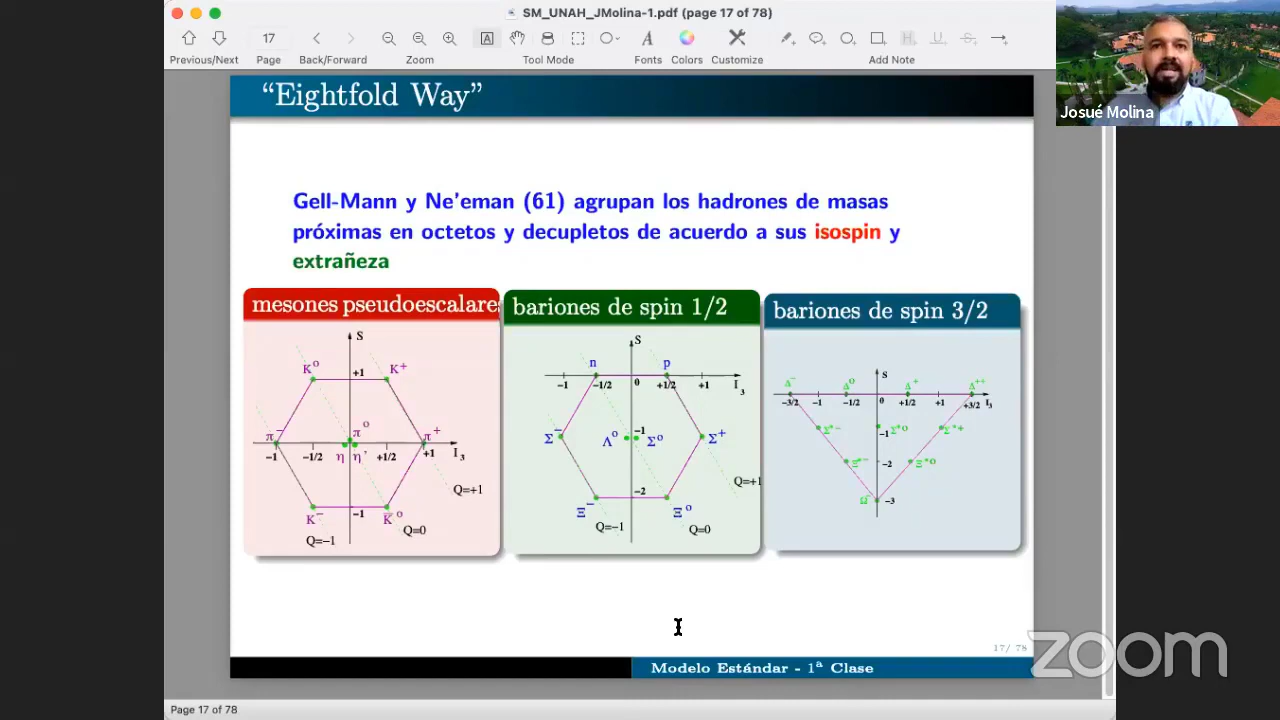 SM_UNAH_JMolina-1.pdf (page 17 of 78)
17
Previous/Next Page Back/Forward Zoom Tool Mode Fonts Colors Customize Add Note
Josué Molina
“Eightfold Way”
Gell-Mann y Ne'eman (61) agrupan los hadrones de masas
próximas en octetos y decupletos de acuerdo a sus isospin y
extrañeza
mesones pseudoescalares
S
K⁰ +1 K⁺
π⁻ π⁰ π⁺
−1 −1/2 η η' +1/2 +1 I₃
Q=+1
K⁻ −1 K̄⁰
Q=−1 Q=0
bariones de spin 1/2
S
n p
−1 −1/2 0 +1/2 +1 I₃
Σ⁻ Λ⁰ −1 Σ⁰ Σ⁺
Q=+1
−2
Ξ⁻ Ξ⁰
Q=−1 Q=0
bariones de spin 3/2
S
Δ⁻ Δ⁰ Δ⁺ Δ⁺⁺
−3/2 −1 −1/2 0 +1/2 +1 +3/2 I₃
Σ*⁻ −1 Σ*⁰ Σ*⁺
Ξ*⁻ −2 Ξ*⁰
Ω⁻ −3
17/ 78
Modelo Estándar - 1ª Clase
zoom
Page 17 of 78